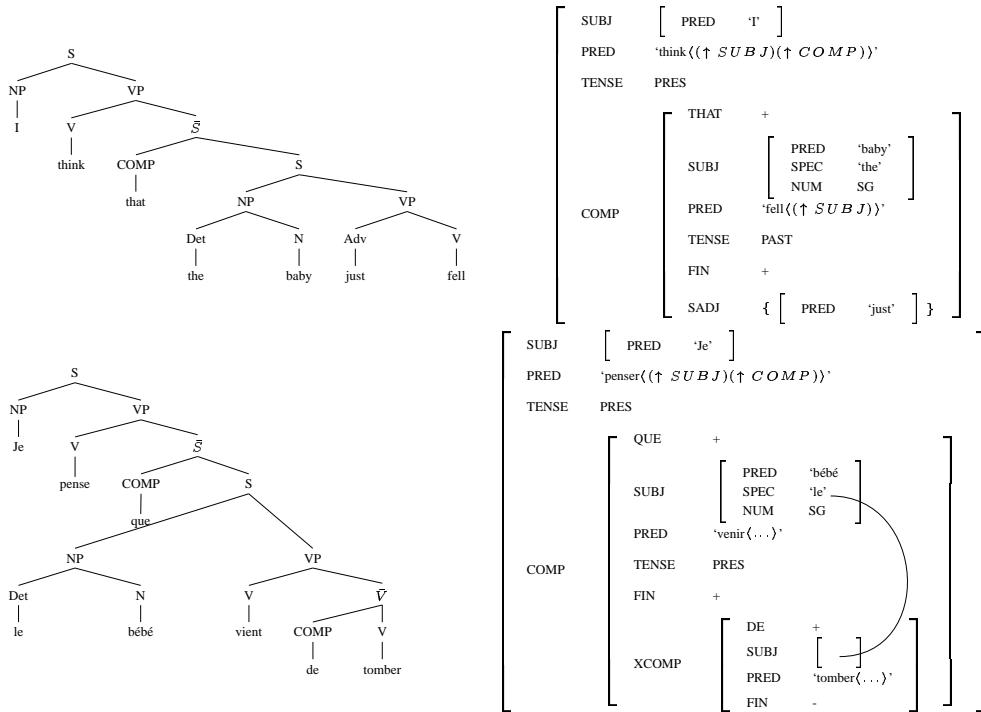 S
NP VP
I V S̄
think COMP S
that NP VP
Det N Adv V
the baby just fell
SUBJ [ PRED ‘I’ ]
PRED ‘think⟨(↑ SUBJ)(↑ COMP)⟩’
TENSE PRES
THAT +
PRED ‘baby’
SUBJ SPEC ‘the’
NUM SG
COMP PRED ‘fell⟨(↑ SUBJ)⟩’
TENSE PAST
FIN +
SADJ { [ PRED ‘just’ ] }
S
NP VP
Je V S̄
pense COMP S
que
NP VP
Det N V V̄
le bébé vient COMP V
de tomber
SUBJ [ PRED ‘Je’ ]
PRED ‘penser⟨(↑ SUBJ)(↑ COMP)⟩’
TENSE PRES
QUE +
PRED ‘bébé
SUBJ SPEC ‘le’
NUM SG
PRED ‘venir⟨...⟩’
COMP TENSE PRES
FIN +
DE +
XCOMP SUBJ [ ]
PRED ‘tomber⟨...⟩’
FIN -